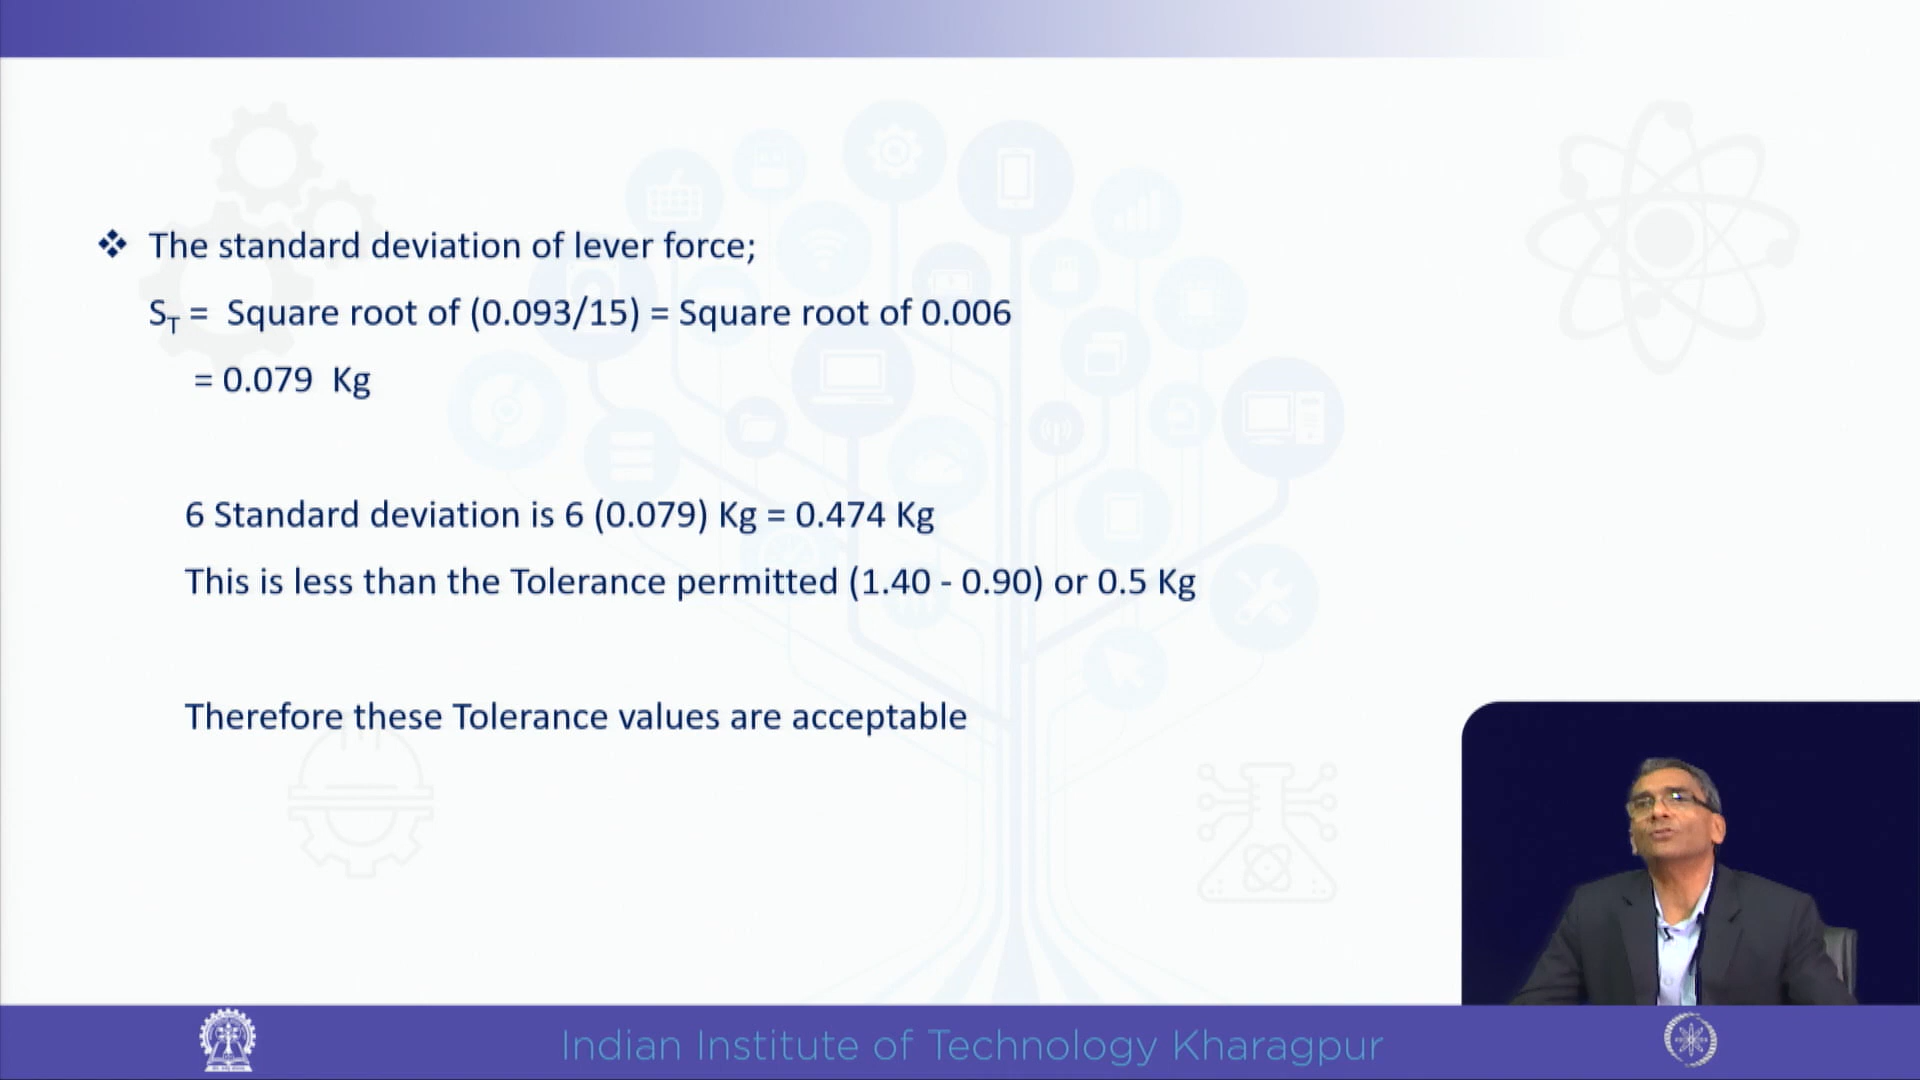 ❖ The standard deviation of lever force;
S_T = Square root of (0.093/15) = Square root of 0.006
= 0.079 Kg
6 Standard deviation is 6 (0.079) Kg = 0.474 Kg
This is less than the Tolerance permitted (1.40 - 0.90) or 0.5 Kg
Therefore these Tolerance values are acceptable
Indian Institute of Technology Kharagpur